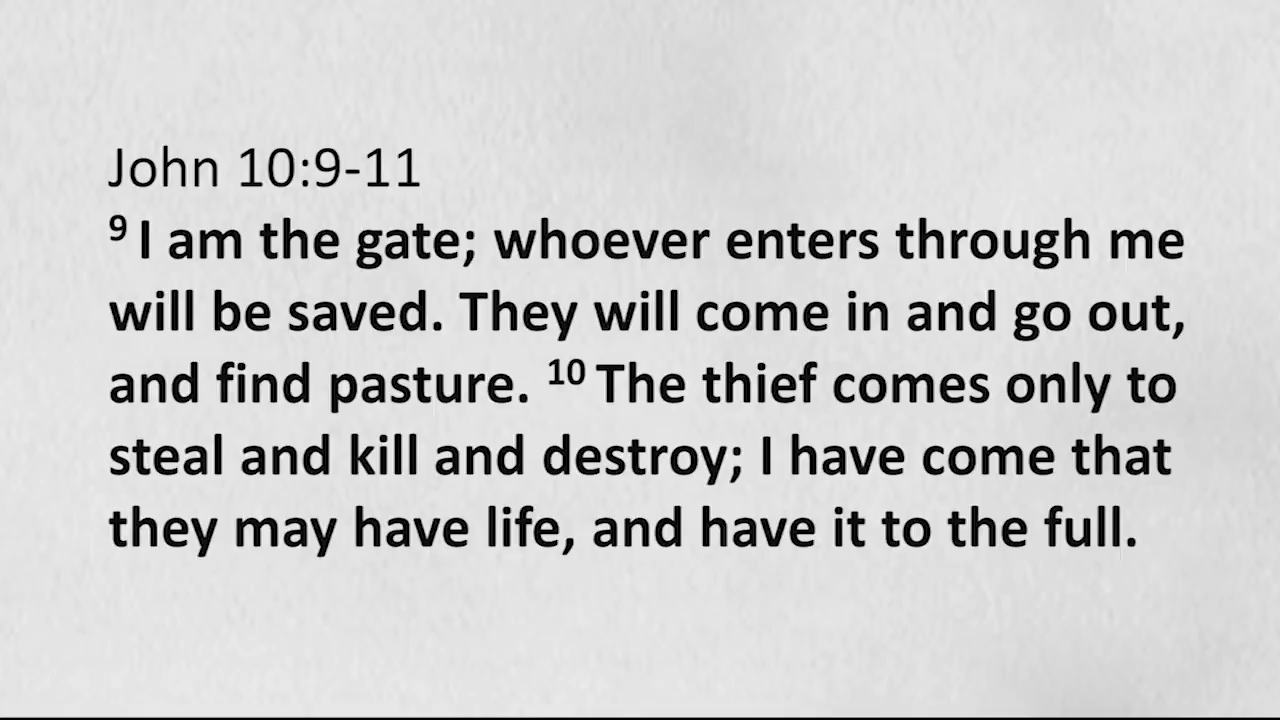 John 10:9-11
9 I am the gate; whoever enters through me
will be saved. They will come in and go out,
and find pasture. 10 The thief comes only to
steal and kill and destroy; I have come that
they may have life, and have it to the full.